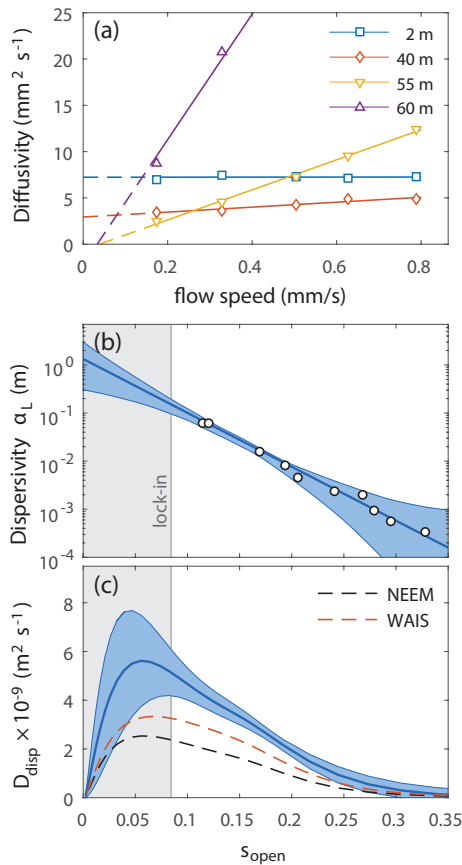 (a)
2 m
40 m
55 m
60 m
Diffusivity (mm² s⁻¹)
25
20
15
10
5
0
0
0.2
0.4
0.6
0.8
flow speed (mm/s)
(b)
Dispersivity α_L (m)
10⁰
10⁻¹
10⁻²
10⁻³
10⁻⁴
lock-in
(c)
NEEM
WAIS
D_disp × 10⁻⁹ (m² s⁻¹)
8
6
4
2
0
0
0.05
0.10
0.15
0.20
0.25
0.3
0.35
s_open